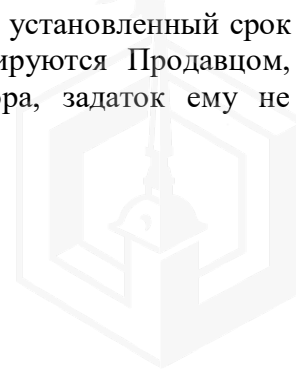 установленный срок
ируются Продавцом,
ра, задаток ему не